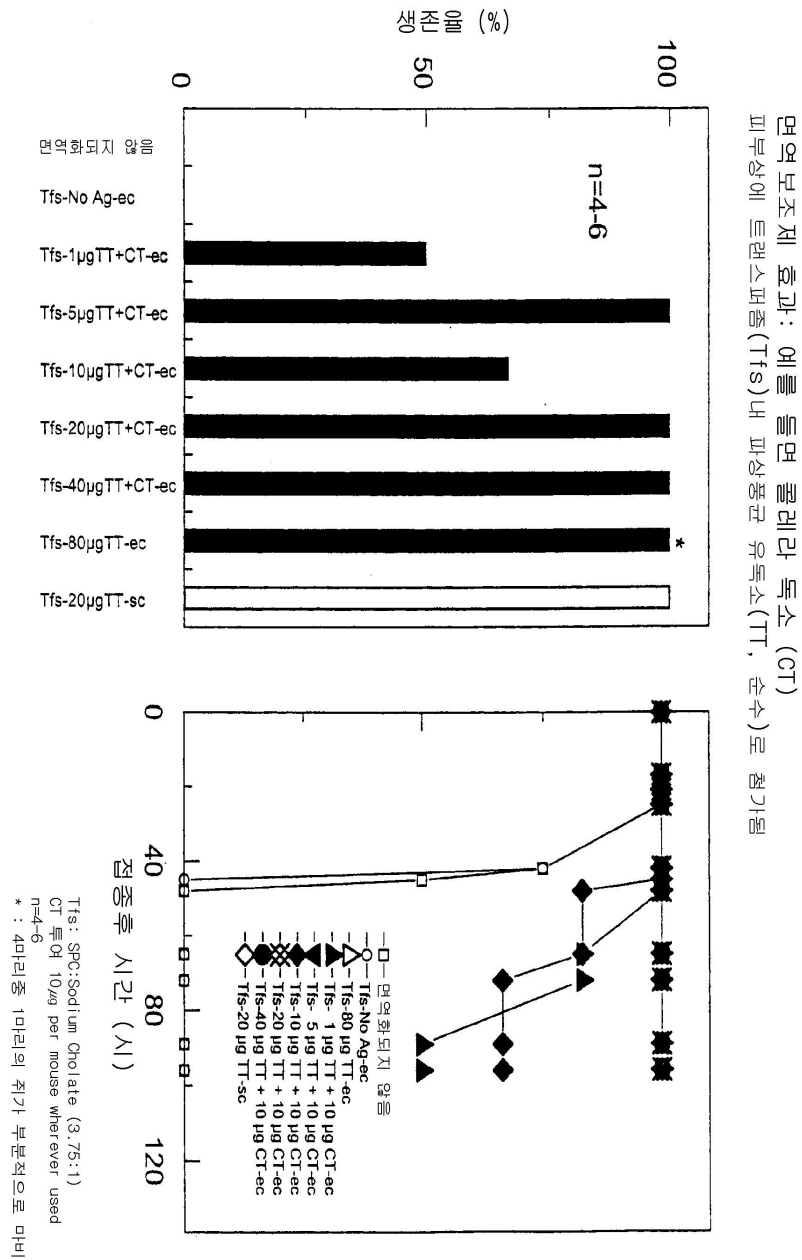 면역보조제 효과: 예를 들면 콜레라 독소 (CT)
피부상에 트랜스퍼좀(Tfs)내 파상풍균 유독소(TT, 순수)로 첨가됨
생존율 (%)
0
50
100
n=4-6
*
면역화되지 않음
Tfs-No Ag-ec
Tfs-1µgTT+CT-ec
Tfs-5µgTT+CT-ec
Tfs-10µgTT+CT-ec
Tfs-20µgTT+CT-ec
Tfs-40µgTT+CT-ec
Tfs-80µgTT-ec
Tfs-20µgTT-sc
0
40
80
120
접종후 시간 (시)
면역화되지 않음
Tfs-No Ag-ec
Tfs-80 µg TT-ec
Tfs- 1 µg TT + 10 µg CT-ec
Tfs- 5 µg TT + 10 µg CT-ec
Tfs-10 µg TT + 10 µg CT-ec
Tfs-20 µg TT + 10 µg CT-ec
Tfs-40 µg TT + 10 µg CT-ec
Tfs-20 µg TT-sc
Tfs: SPC:Sodium Cholate (3.75:1)
CT 투여 10µg per mouse wherever used
n=4-6
* : 4마리중 1마리의 쥐가 부분적으로 마비